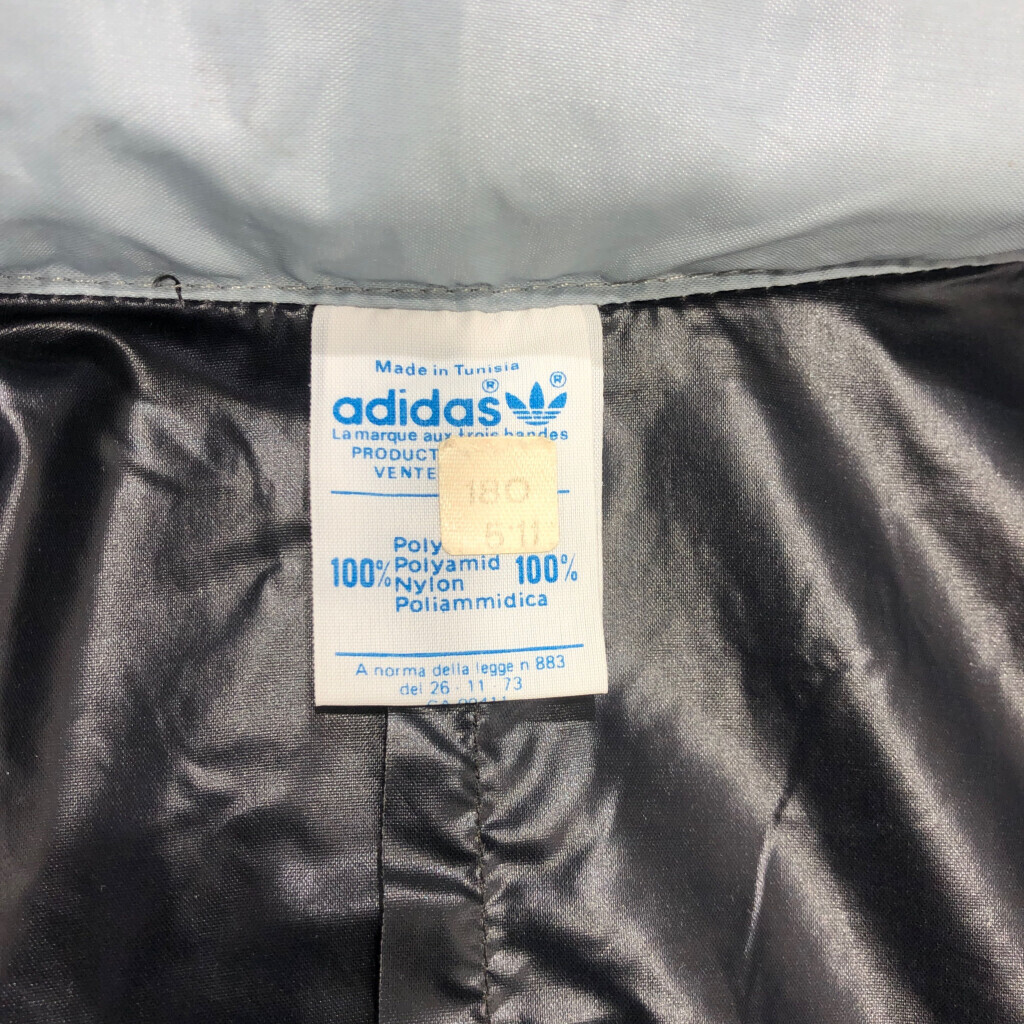 Made in Tunisia
adidas® ®
La marque aux trois bandes
PRODUCT
VENTE
180
5'11
Poly
100% Polyamid 100%
Nylon
Poliammidica
A norma della legge n 883
del 26 - 11 - 73